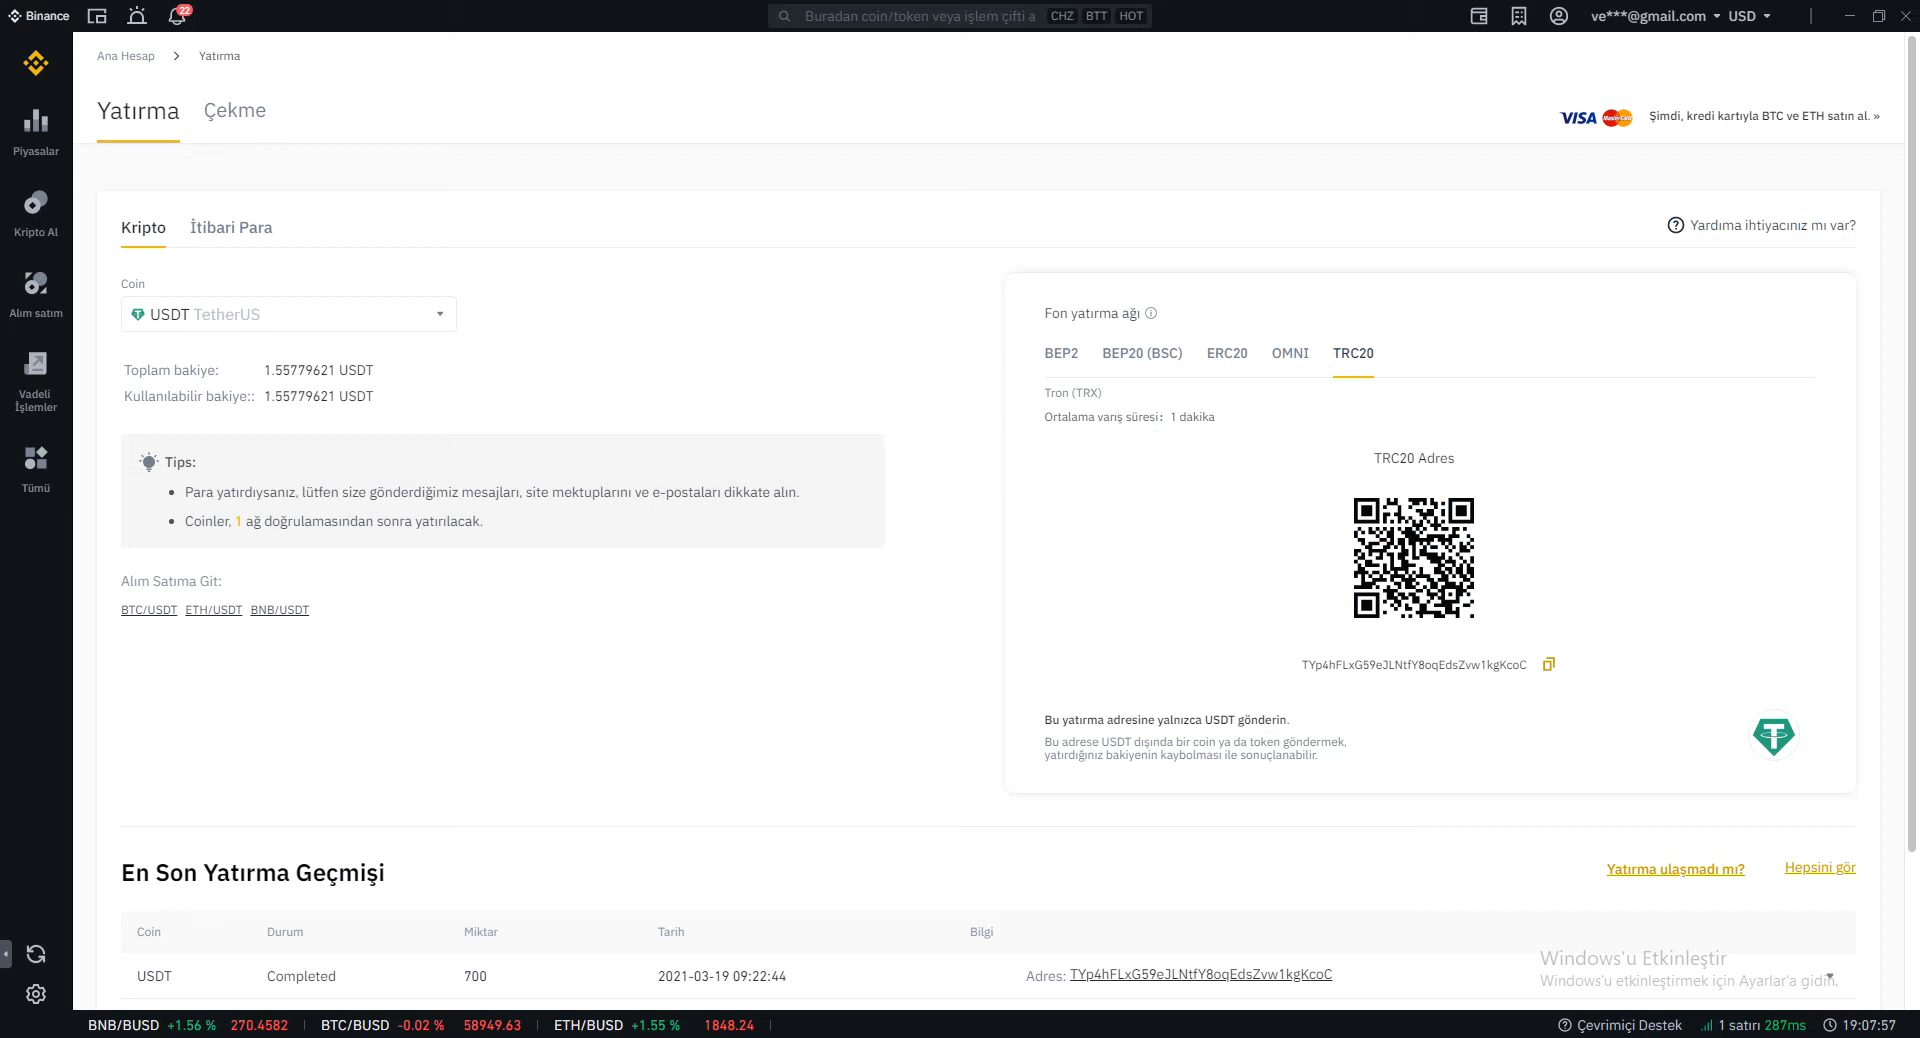 Binance
22
Buradan coin/token veya işlem çifti a
CHZ BTT HOT
ve***@gmail.com USD
Ana Hesap > Yatırma
Yatırma Çekme
VISA MasterCard Şimdi, kredi kartıyla BTC ve ETH satın al. »
Piyasalar
Kripto Al
Alım satım
Vadeli
İşlemler
Tümü
Kripto İtibari Para
Yardıma ihtiyacınız mı var?
Coin
USDT TetherUS
Toplam bakiye: 1.55779621 USDT
Kullanılabilir bakiye:: 1.55779621 USDT
Tips:
• Para yatırdıysanız, lütfen size gönderdiğimiz mesajları, site mektuplarını ve e-postaları dikkate alın.
• Coinler, 1 ağ doğrulamasından sonra yatırılacak.
Alım Satıma Git:
BTC/USDT ETH/USDT BNB/USDT
Fon yatırma ağı
BEP2 BEP20 (BSC) ERC20 OMNI TRC20
Tron (TRX)
Ortalama varış süresi: 1 dakika
TRC20 Adres
TYp4hFLxG59eJLNtfY8oqEdsZvw1kgKcoC
Bu yatırma adresine yalnızca USDT gönderin.
Bu adrese USDT dışında bir coin ya da token göndermek,
yatırdığınız bakiyenin kaybolması ile sonuçlanabilir.
En Son Yatırma Geçmişi
Yatırma ulaşmadı mı? Hepsini gör
Coin Durum Miktar Tarih Bilgi
USDT Completed 700 2021-03-19 09:22:44 Adres: TYp4hFLxG59eJLNtfY8oqEdsZvw1kgKcoC
Windows'u Etkinleştir
Windows'u etkinleştirmek için Ayarlar'a gidin.
BNB/BUSD +1.56 % 270.4582 BTC/BUSD -0.02 % 58949.63 ETH/BUSD +1.55 % 1848.24
Çevrimiçi Destek 1 satırı 287ms 19:07:57